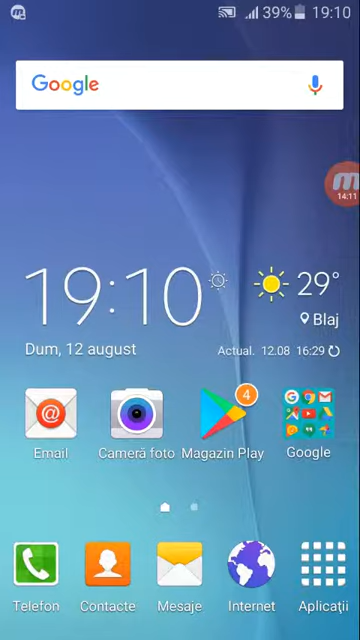 39% 19:10
Google
14:11
19:10
29°
Blaj
Dum, 12 august
Actual. 12.08 16:29
4
Email
Cameră foto
Magazin Play
Google
Telefon
Contacte
Mesaje
Internet
Aplicaţii